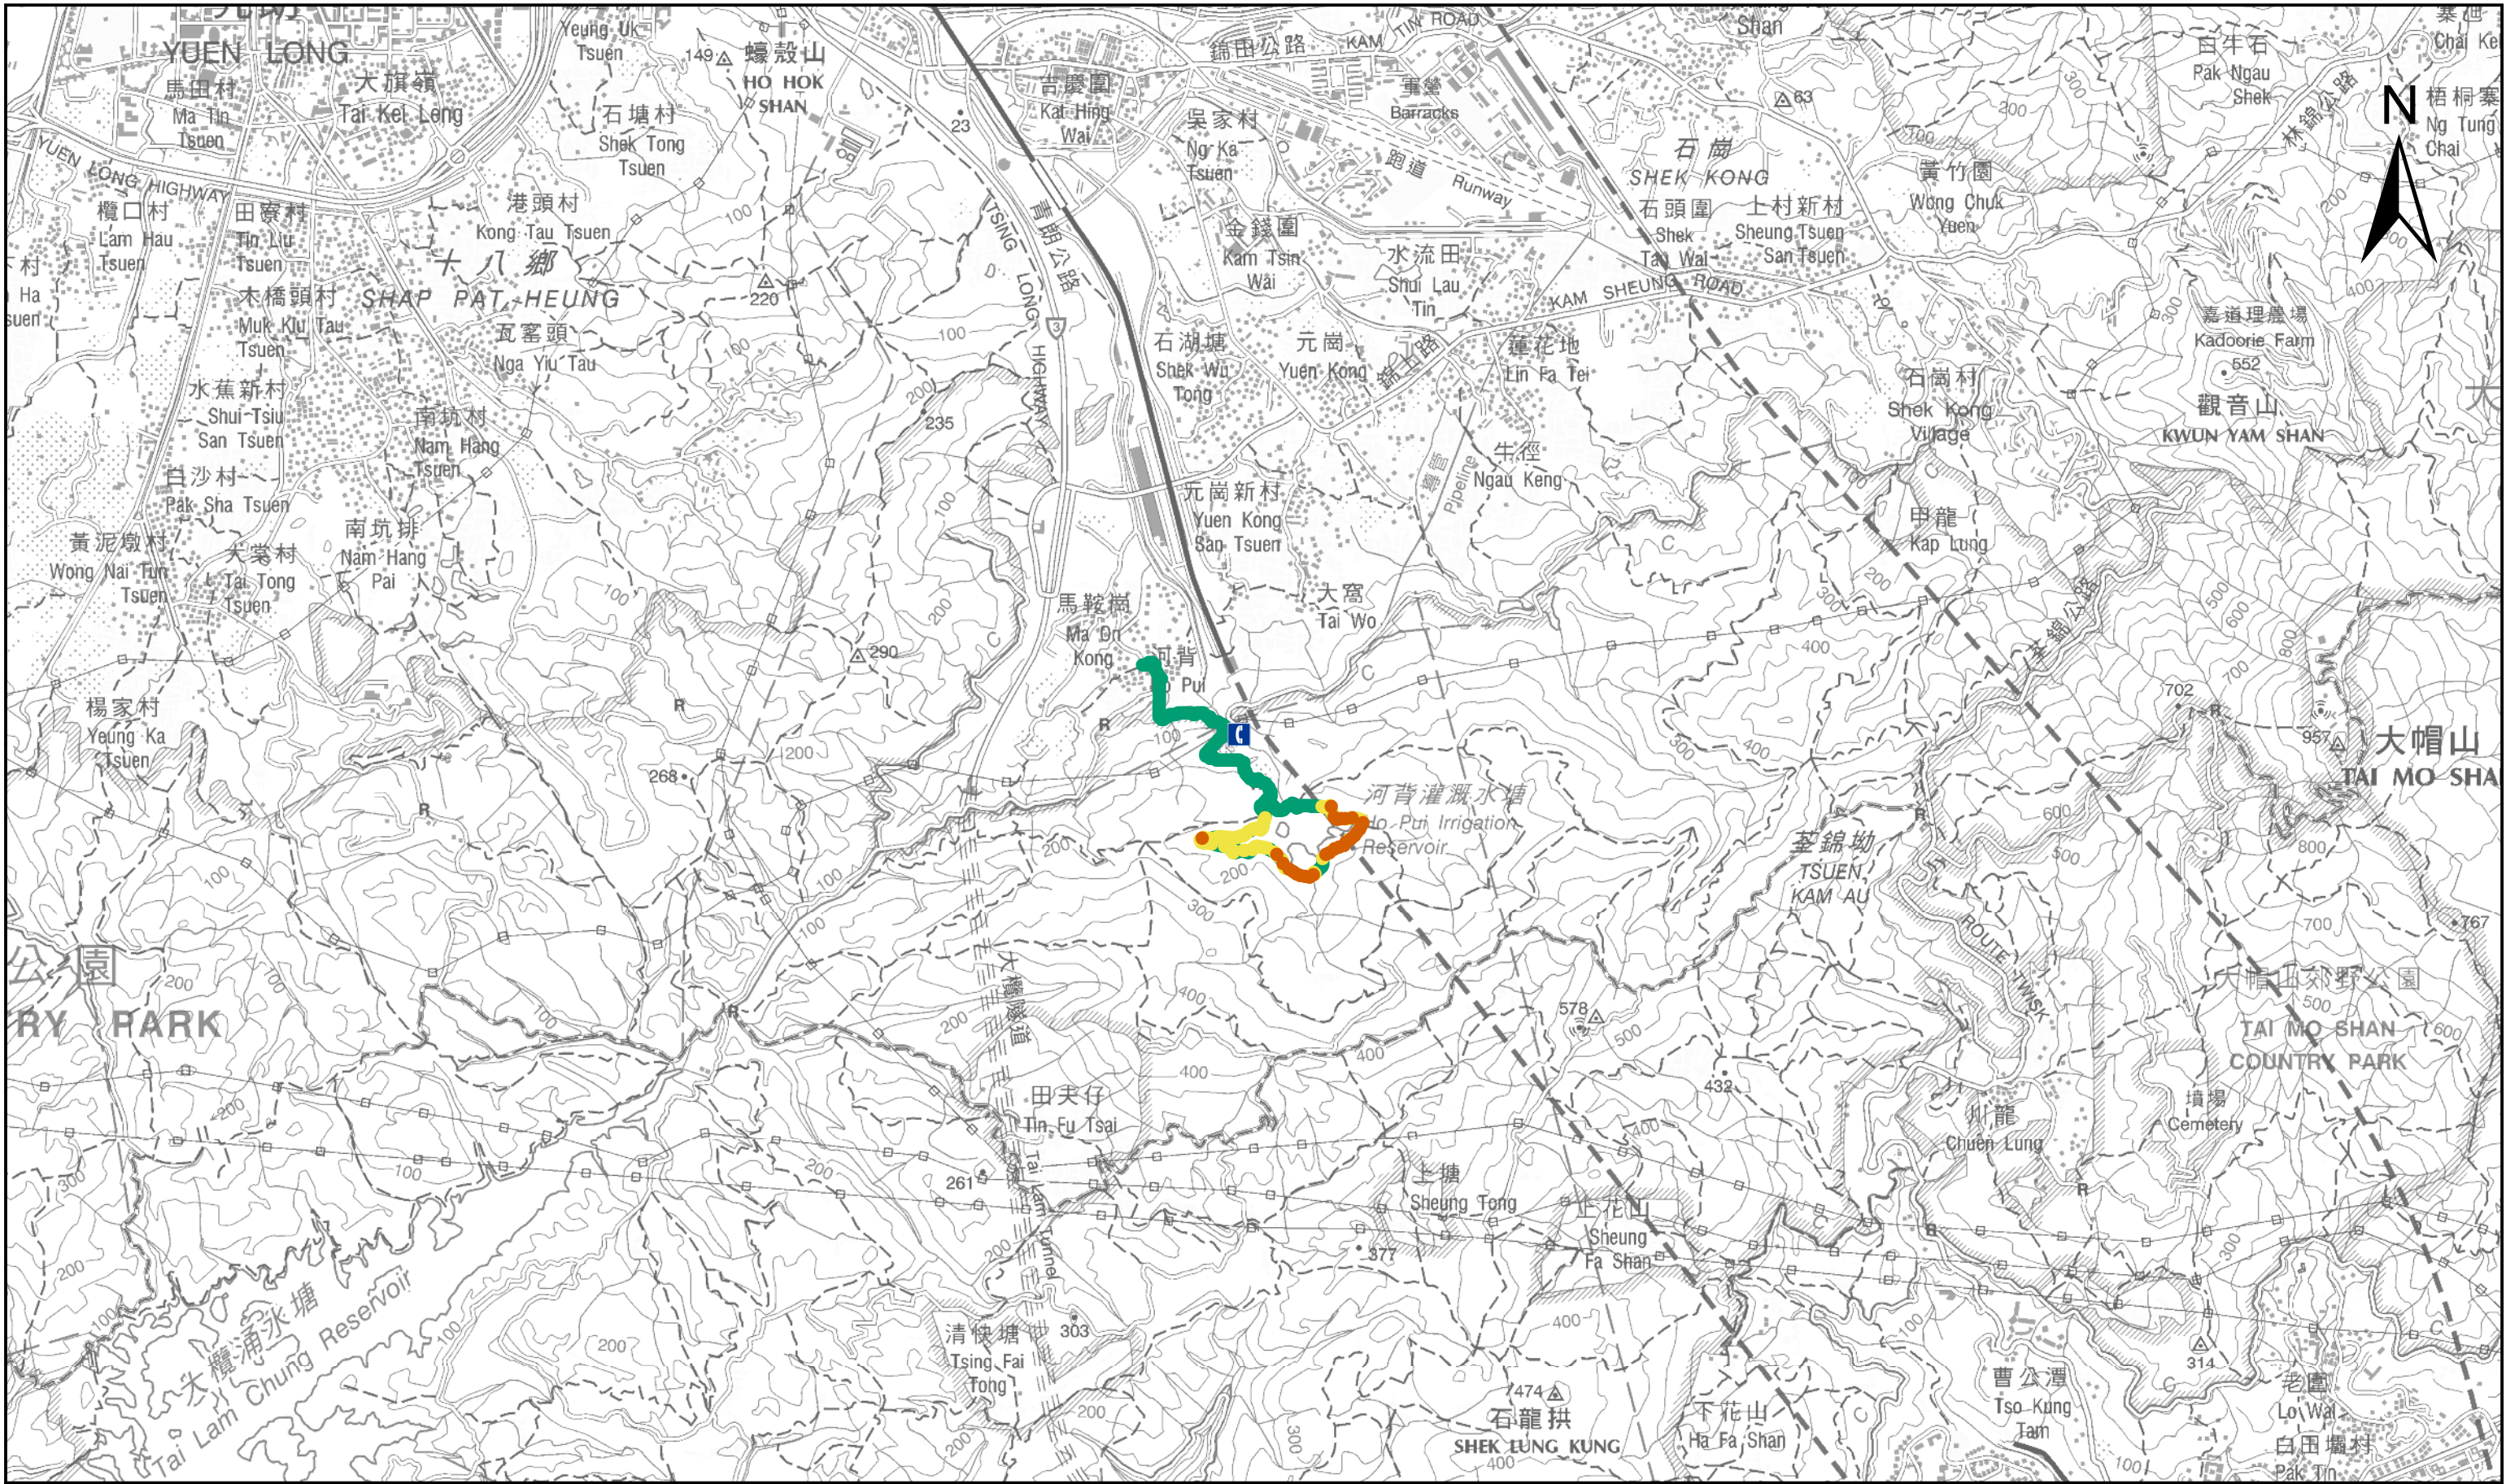 YUEN LONG
馬田村
Ma Tin
Tsuen
大旗嶺
Tai Kei Leng
Yeung Uk
Tsuen
149
蠔殼山
HO HOK
SHAN
石塘村
Shek Tong
Tsuen
23
吉慶圍
Kat Hing
Wai
錦田公路
KAM TIN ROAD
吳家村
Ng Ka
Tsuen
軍營
Barracks
跑道
Runway
Shan
63
石崗
SHEK KONG
白牛石
Pak Ngau
Shek
300
200
100
林錦公路
N
梧桐寨
Ng Tung
Chai
黃竹園
Wong Chuk
Yuen
YUEN LONG HIGHWAY
欖口村
Lam Hau
Tsuen
田寮村
Tin Liu
Tsuen
港頭村
Kong Tau Tsuen
十八鄉
SHAP PAT HEUNG
木橋頭村
Muk Kiu Tau
Tsuen
瓦窰頭
Nga Yiu Tau
220
100
TSING LONG HIGHWAY
青朗公路
3
金錢圍
Kam Tsin
Wai
水流田
Shui Lau
Tin
石頭圍
Shek
Tau Wai
上村新村
Sheung Tsuen
San Tsuen
KAM SHEUNG ROAD
錦上路
石湖塘
Shek Wu
Tong
元崗
Yuen Kong
蓮花地
Lin Fa Tei
石崗村
Shek Kong
Village
嘉道理農場
Kadoorie Farm
552
觀音山
KWUN YAM SHAN
水蕉新村
Shui Tsiu
San Tsuen
南坑村
Nam Hang
Tsuen
235
白沙村
Pak Sha Tsuen
南坑排
Nam Hang
Pai
黃泥墩村
Wong Nai Tun
Tsuen
大棠村
Tai Tong
Tsuen
元崗新村
Yuen Kong
San Tsuen
導管
Pipeline
牛徑
Ngau Keng
甲龍
Kap Lung
馬鞍崗
Ma On
Kong
河背
Pui
大窩
Tai Wo
290
荃錦公路
楊家村
Yeung Ka
Tsuen
268
702
957
大帽山
TAI MO SHA
河背灌溉水塘
Ho Pui Irrigation
Reservoir
荃錦坳
TSUEN
KAM AU
767
公園
RY PARK
大欖隧道
Tai Lam Tunnel
578
432
ROUTE TWISK
大帽山郊野公園
TAI MO SHAN
COUNTRY PARK
田夫仔
Tin Fu Tsai
261
川龍
Chuen Lung
墳場
Cemetery
上塘
Sheung Tong
上花山
Sheung
Fa Shan
377
大欖涌水塘
Tai Lam Chung Reservoir
清快塘
Tsing Fai
Tong
303
474
石龍拱
SHEK LUNG KUNG
下花山
Ha Fa Shan
曹公潭
Tso Kung
Tam
314
老圍
Lo Wai
白田壩村
Pak Tin